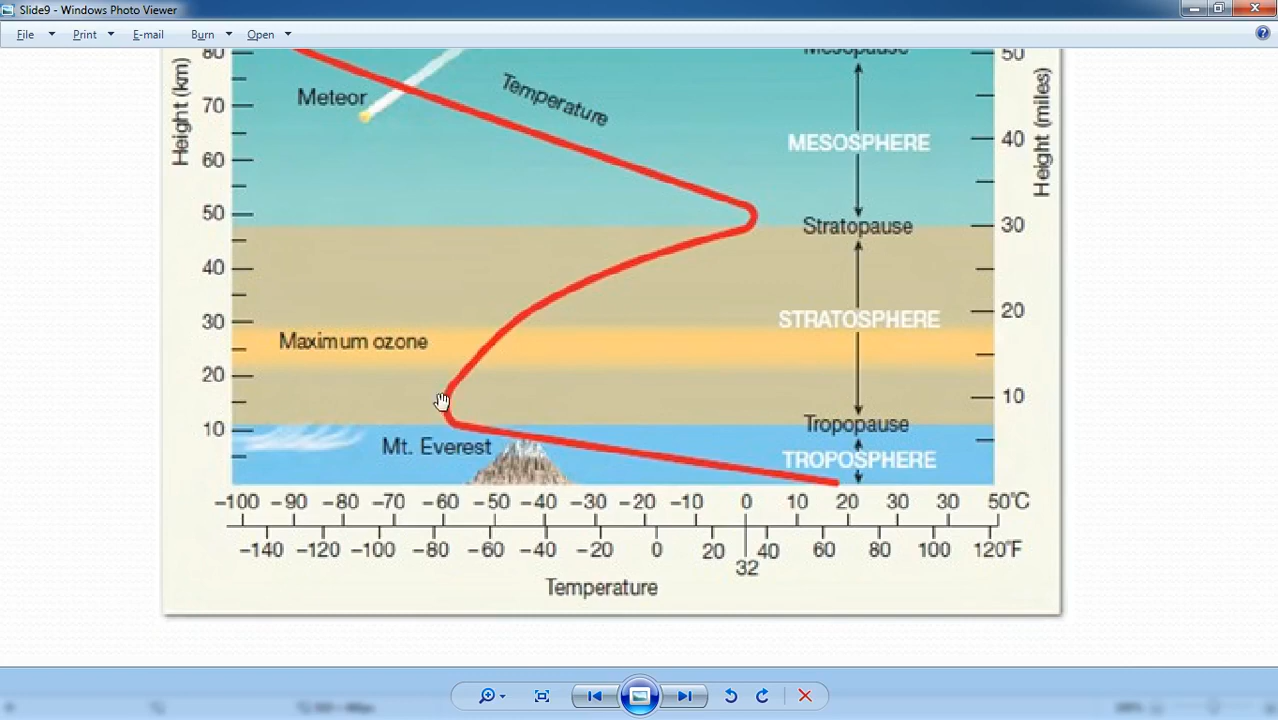 Slide9 - Windows Photo Viewer
File Print E-mail Burn Open
80 Mesopause 50
Meteor Temperature
70
Height (km) Height (miles)
MESOSPHERE 40
60
50
Stratopause 30
40
30 STRATOSPHERE 20
Maximum ozone
20
10
10 Tropopause
Mt. Everest
TROPOSPHERE
−100 −90 −80 −70 −60 −50 −40 −30 −20 −10 0 10 20 30 30 50°C
−140 −120 −100 −80 −60 −40 −20 0 20 40 60 80 100 120°F
32
Temperature